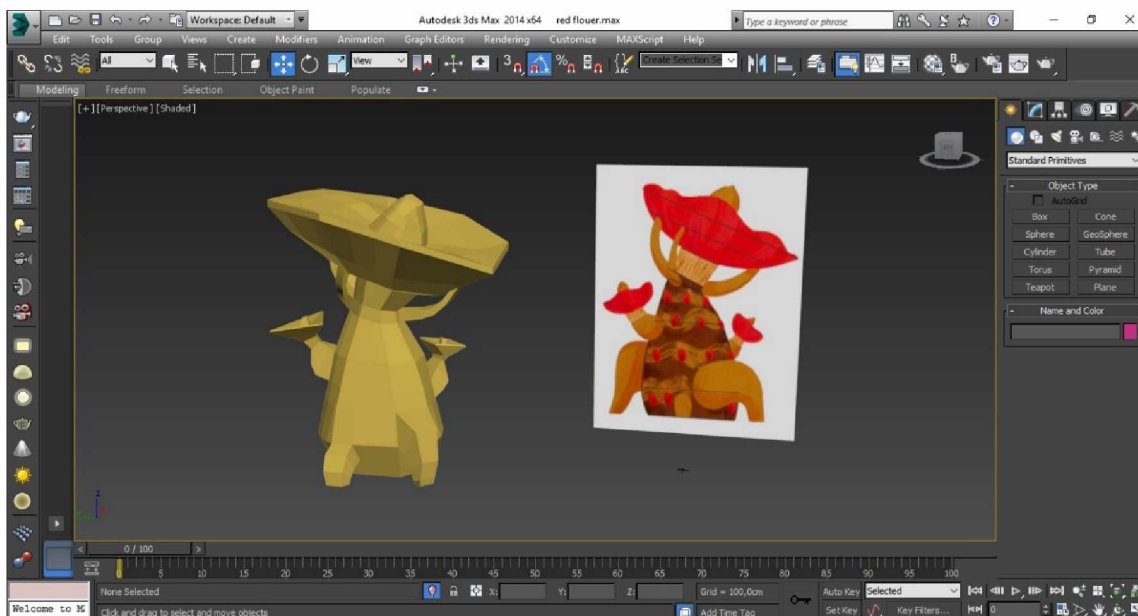 Workspace: Default
Autodesk 3ds Max 2014 x64
red flouer.max
Type a keyword or phrase
Edit Tools Group Views Create Modifiers Animation Graph Editors Rendering Customize MAXScript Help
All
View
3
Create Selection Se
Modeling Freeform Selection Object Paint Populate
[+] [Perspective] [Shaded]
Standard Primitives
- Object Type
AutoGrid
Box Cone
Sphere GeoSphere
Cylinder Tube
Torus Pyramid
Teapot Plane
- Name and Color
z
< 0 / 100 >
0 5 10 15 20 25 30 35 40 45 50 55 60 65 70 75 80 85 90 95 100
None Selected X: Y: Z: Grid = 100,0cm Auto Key Selected
Welcome to M Click and drag to select and move objects Add Time Tag Set Key Key Filters... 0